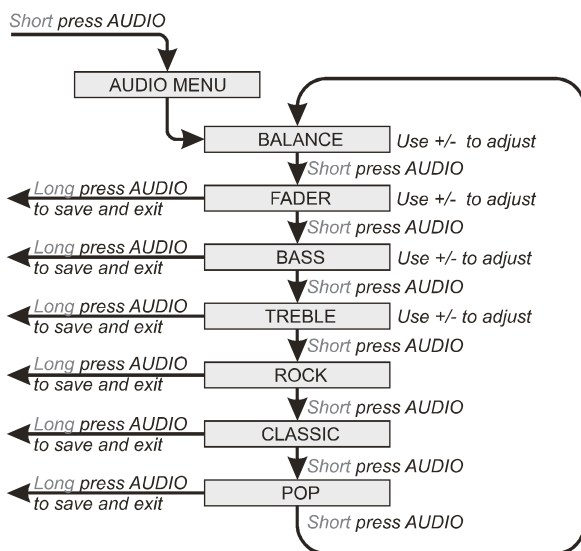 Short press AUDIO
AUDIO MENU
BALANCE
Use +/- to adjust
Short press AUDIO
Long press AUDIO
to save and exit
FADER
Use +/- to adjust
Short press AUDIO
Long press AUDIO
to save and exit
BASS
Use +/- to adjust
Short press AUDIO
Long press AUDIO
to save and exit
TREBLE
Use +/- to adjust
Short press AUDIO
Long press AUDIO
to save and exit
ROCK
Short press AUDIO
Long press AUDIO
to save and exit
CLASSIC
Short press AUDIO
Long press AUDIO
to save and exit
POP
Short press AUDIO